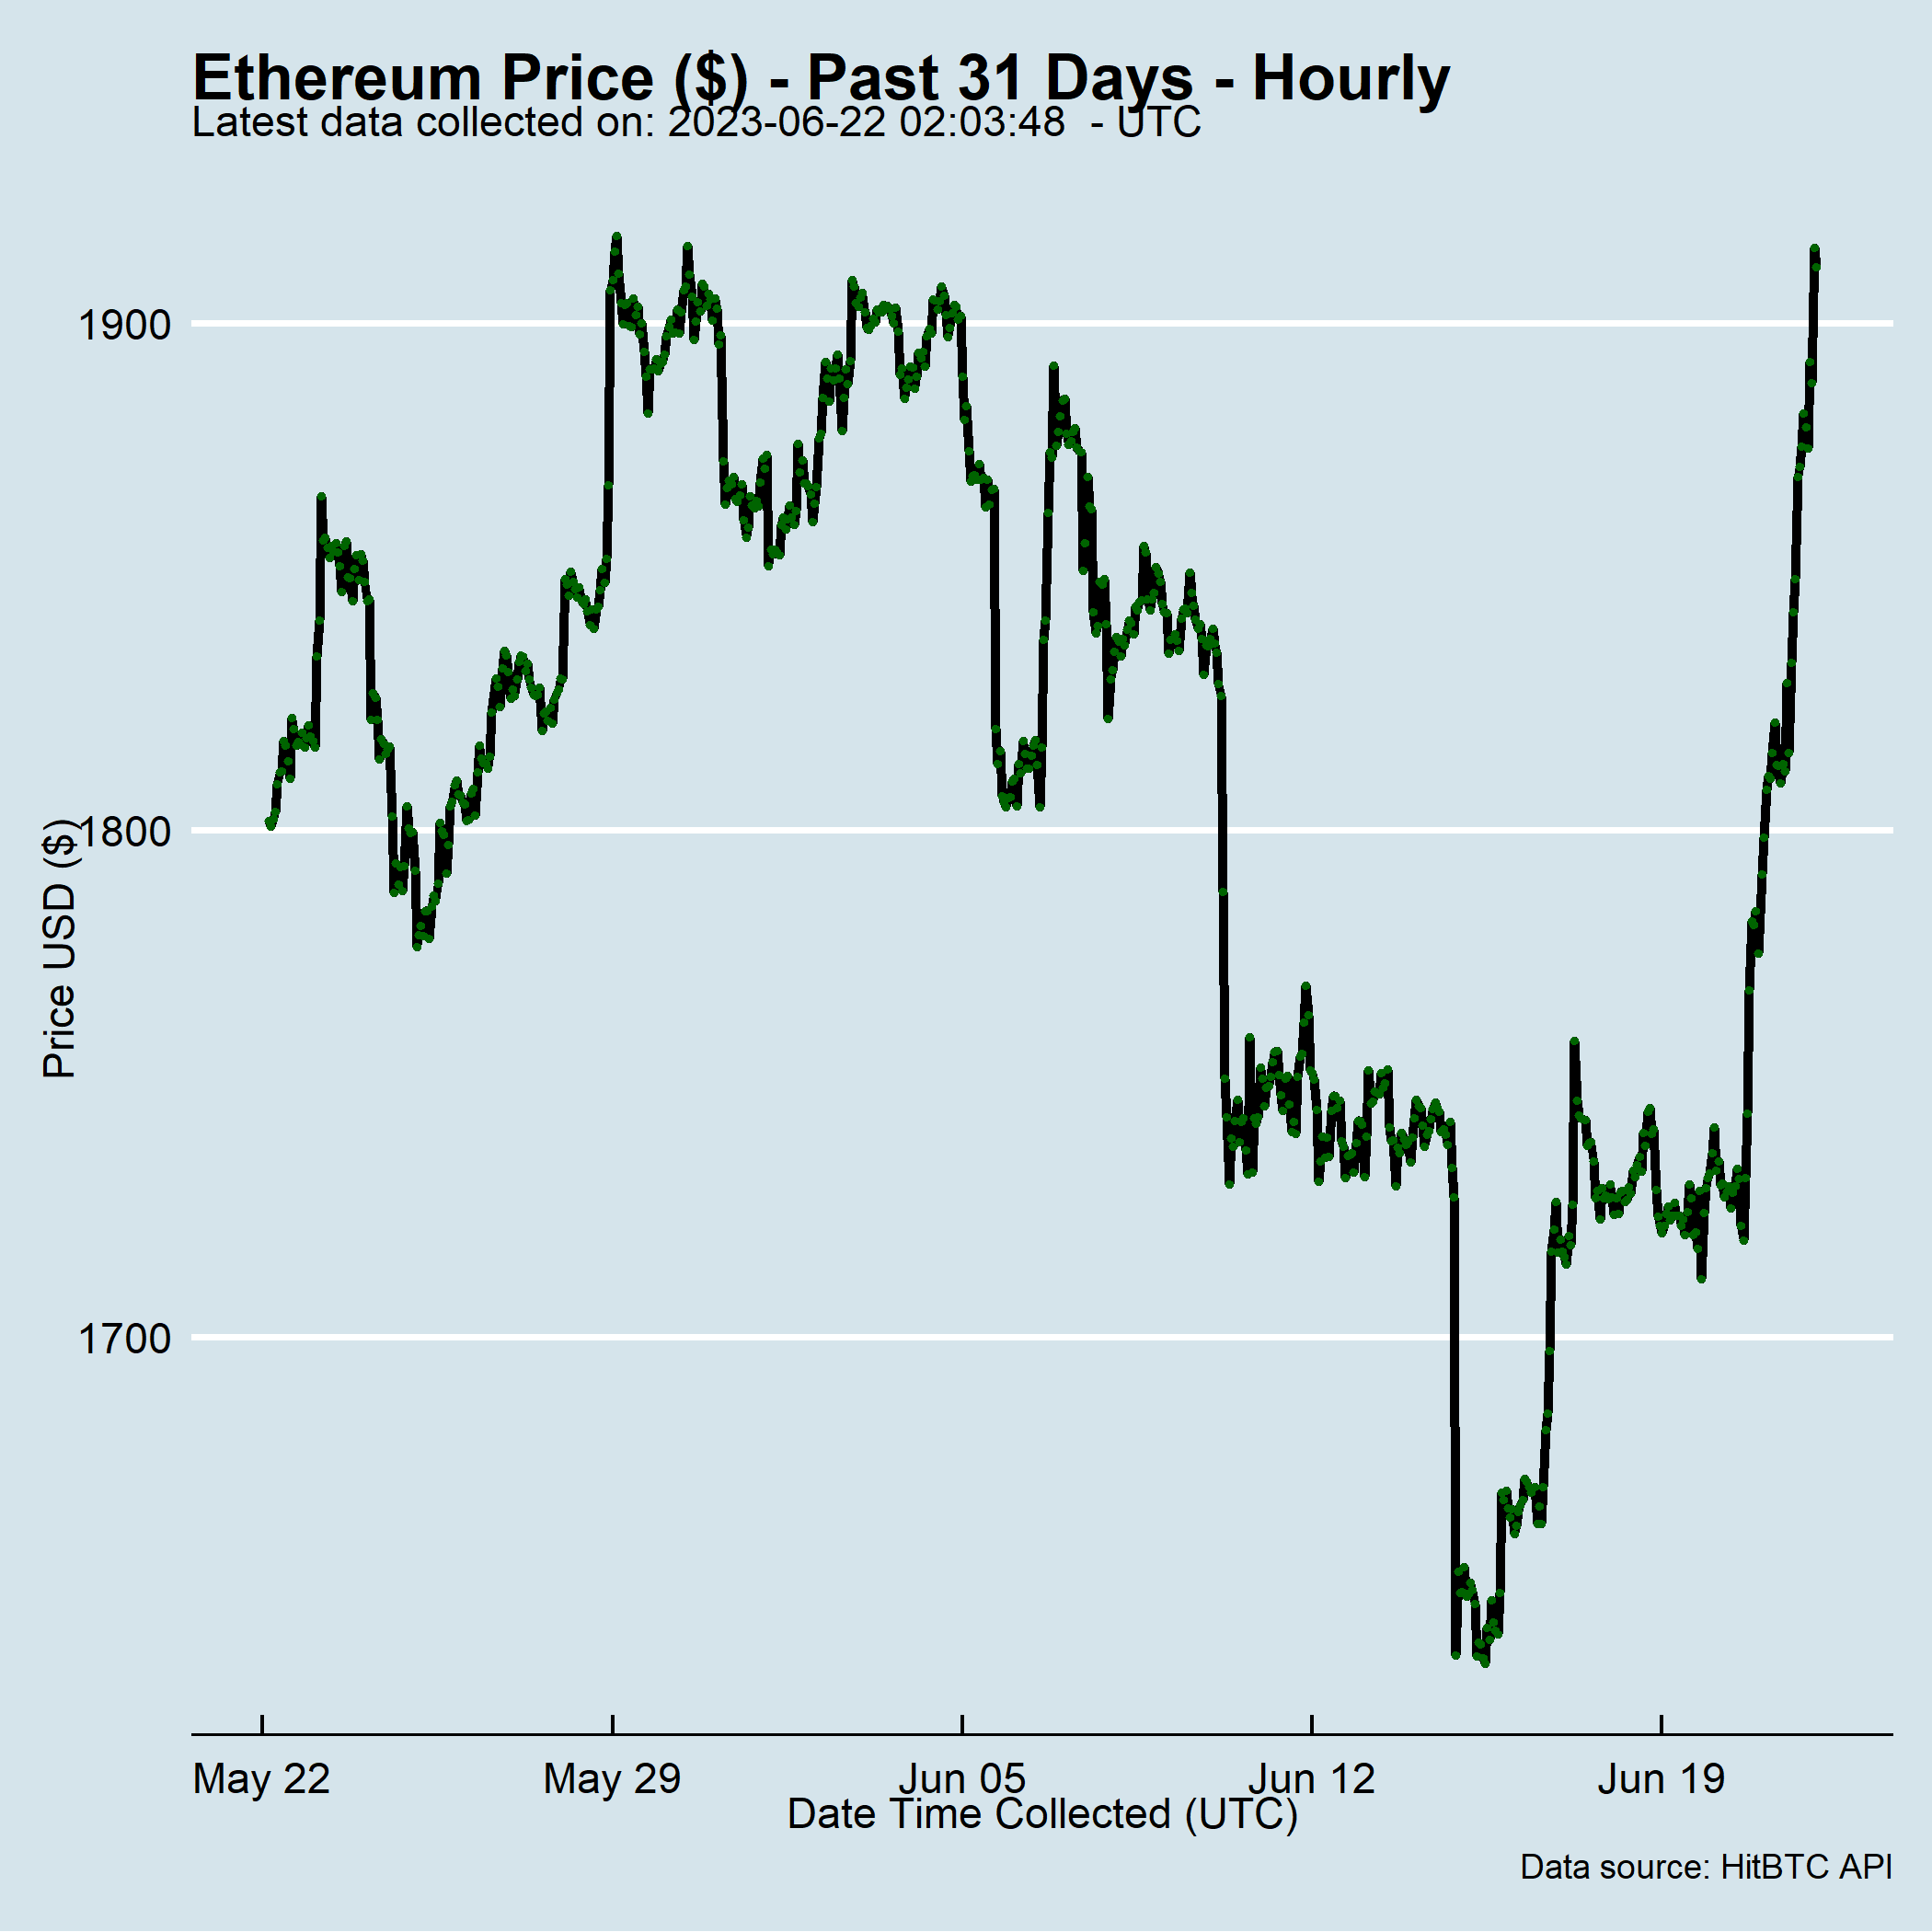 Ethereum Price ($) - Past 31 Days - Hourly
Latest data collected on: 2023-06-22 02:03:48  - UTC
1900
1800
1700
Price USD ($)
May 22
May 29
Jun 05
Jun 12
Jun 19
Date Time Collected (UTC)
Data source: HitBTC API